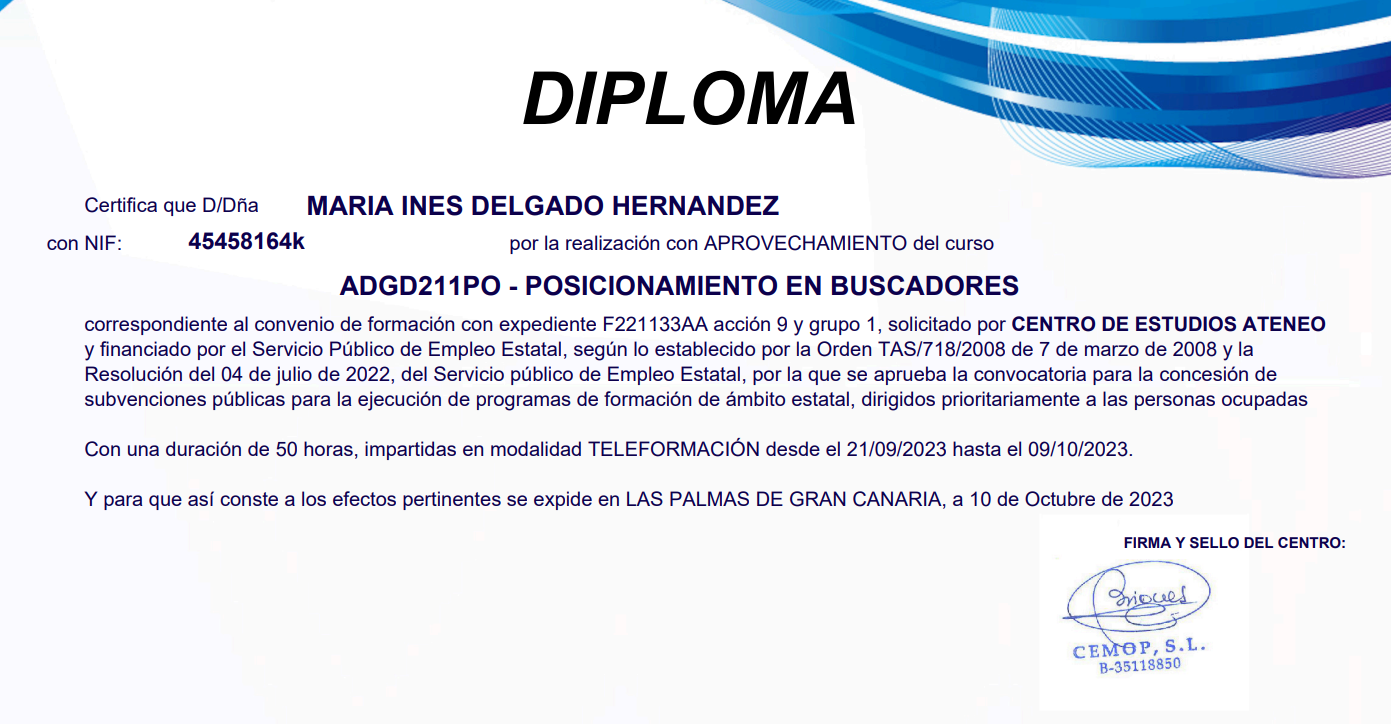 DIPLOMA
Certifica que D/Dña MARIA INES DELGADO HERNANDEZ
con NIF: 45458164k por la realización con APROVECHAMIENTO del curso
ADGD211PO - POSICIONAMIENTO EN BUSCADORES
correspondiente al convenio de formación con expediente F221133AA acción 9 y grupo 1, solicitado por CENTRO DE ESTUDIOS ATENEO
y financiado por el Servicio Público de Empleo Estatal, según lo establecido por la Orden TAS/718/2008 de 7 de marzo de 2008 y la
Resolución del 04 de julio de 2022, del Servicio público de Empleo Estatal, por la que se aprueba la convocatoria para la concesión de
subvenciones públicas para la ejecución de programas de formación de ámbito estatal, dirigidos prioritariamente a las personas ocupadas
Con una duración de 50 horas, impartidas en modalidad TELEFORMACIÓN desde el 21/09/2023 hasta el 09/10/2023.
Y para que así conste a los efectos pertinentes se expide en LAS PALMAS DE GRAN CANARIA, a 10 de Octubre de 2023
FIRMA Y SELLO DEL CENTRO:
CEMOP, S.L.
B-35118850